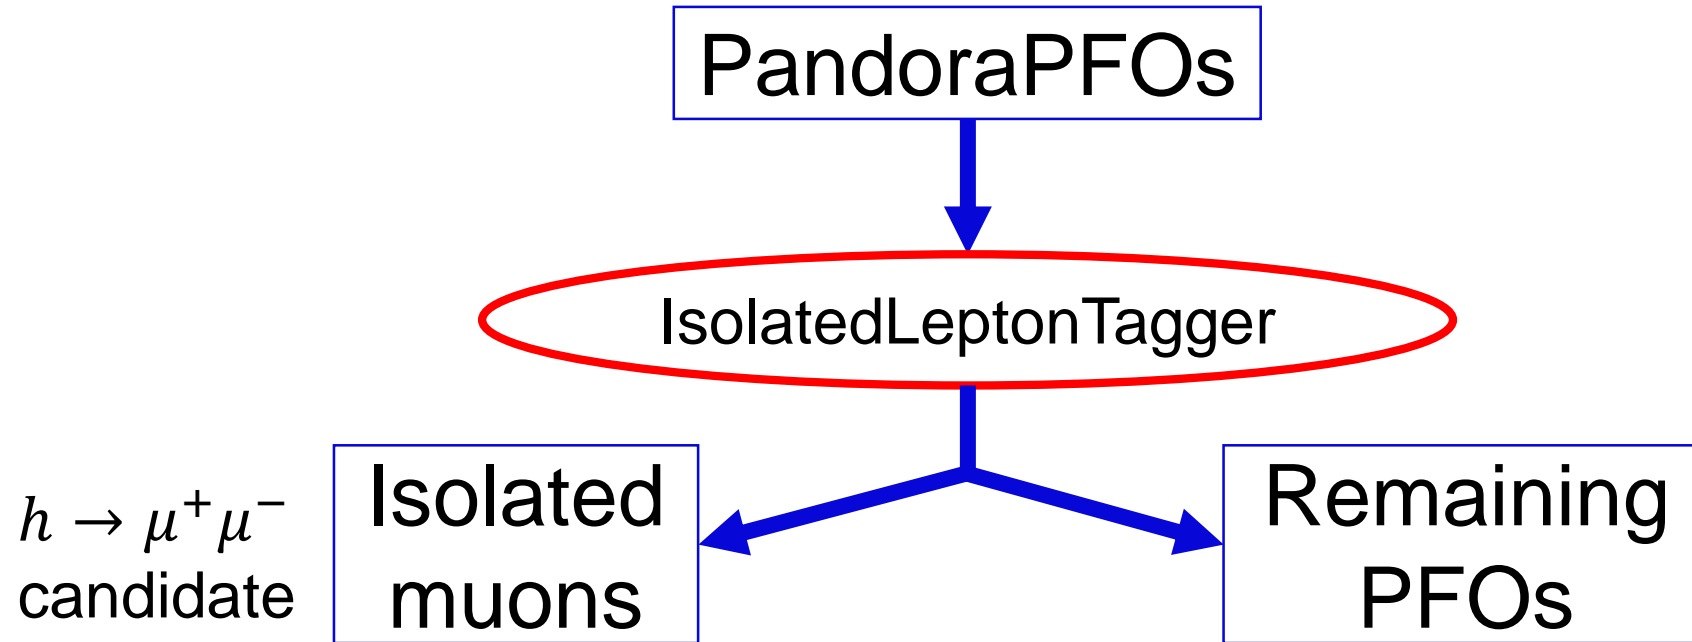 PandoraPFOs
IsolatedLeptonTagger
h → μ⁺μ⁻
candidate
Isolated
muons
Remaining
PFOs